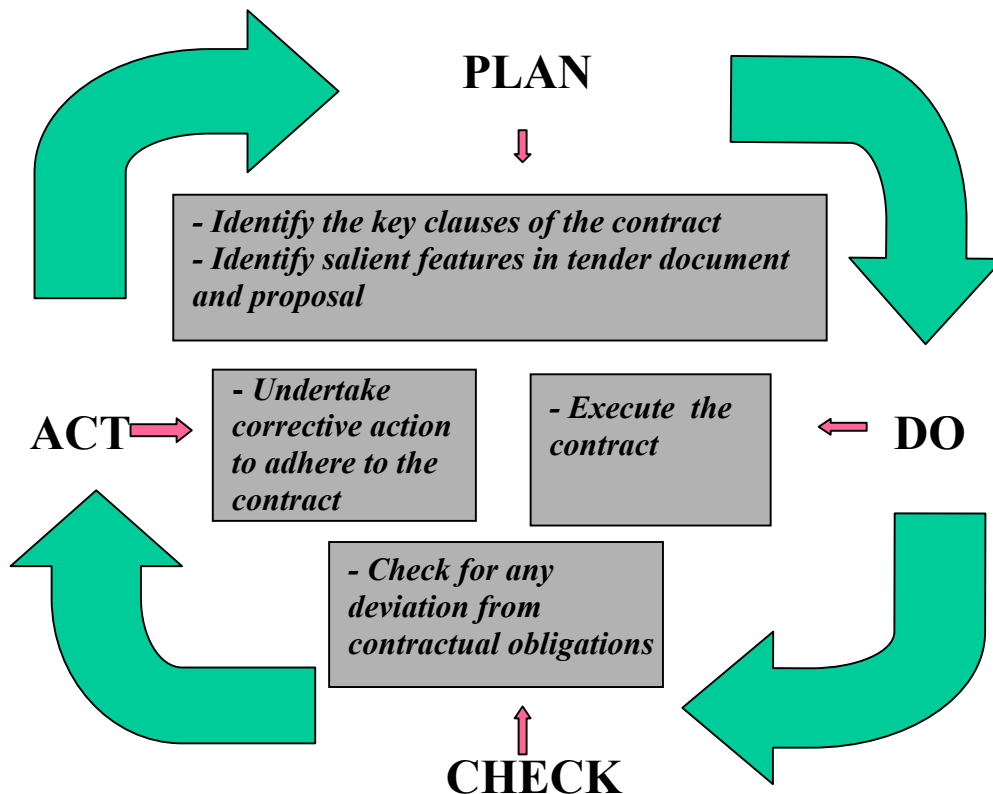 PLAN
- Identify the key clauses of the contract
- Identify salient features in tender document
and proposal
ACT
- Undertake
corrective action
to adhere to the
contract
- Execute the
contract
DO
- Check for any
deviation from
contractual obligations
CHECK